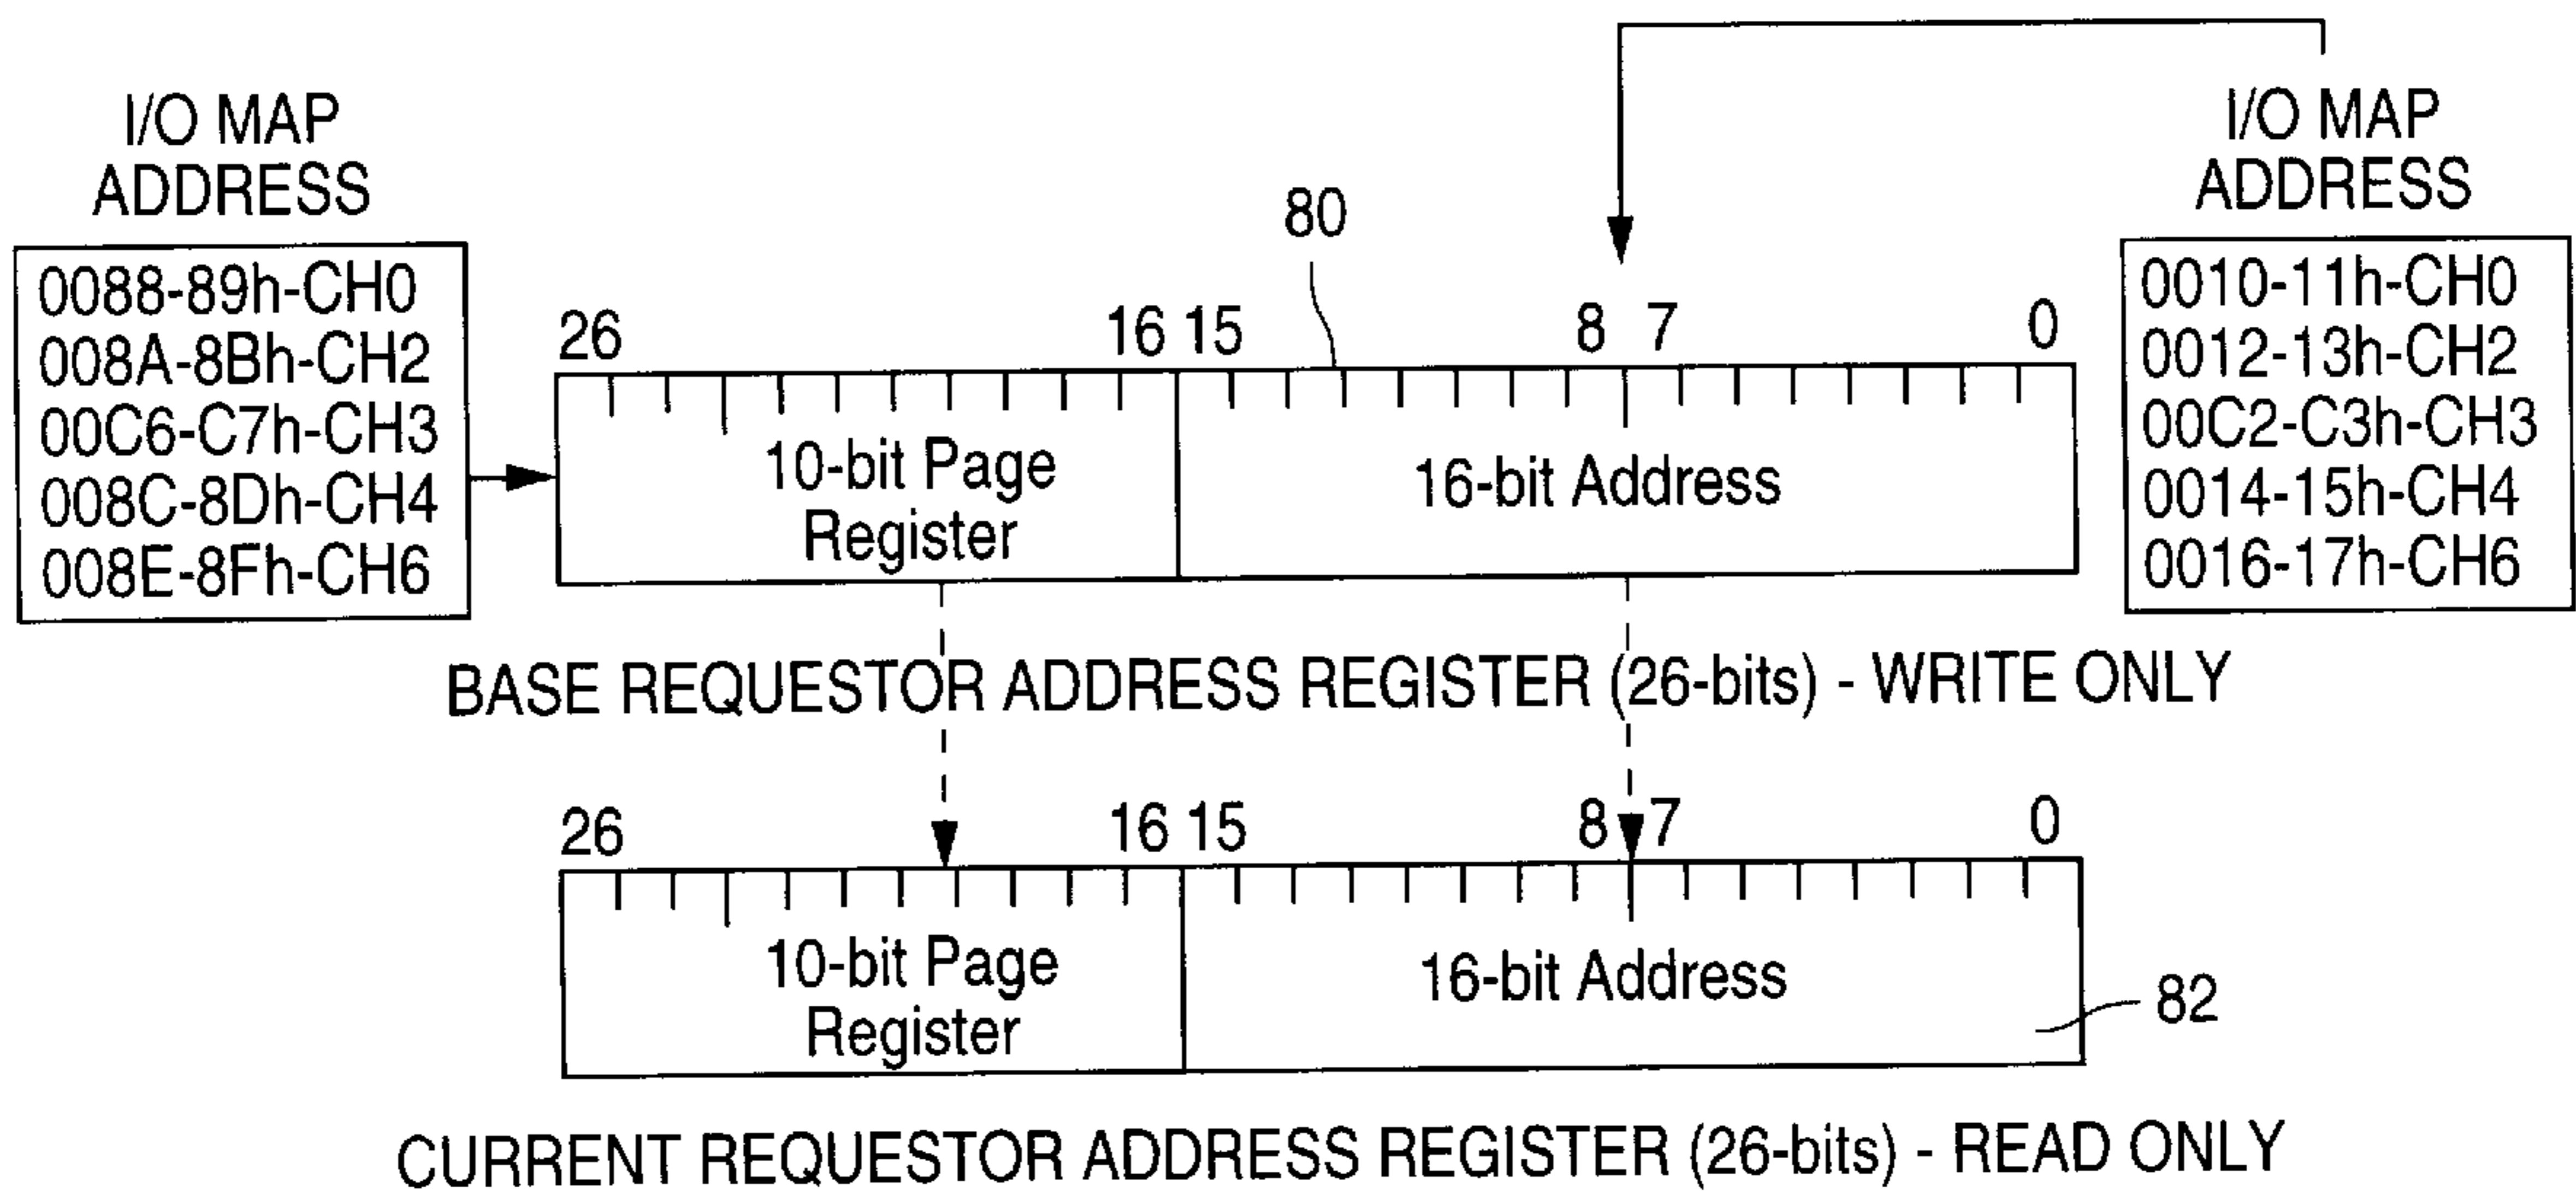 I/O MAP
ADDRESS
0088-89h-CH0
008A-8Bh-CH2
00C6-C7h-CH3
008C-8Dh-CH4
008E-8Fh-CH6
I/O MAP
ADDRESS
0010-11h-CH0
0012-13h-CH2
00C2-C3h-CH3
0014-15h-CH4
0016-17h-CH6
80
26 16 15 8 7 0
10-bit Page
Register
16-bit Address
BASE REQUESTOR ADDRESS REGISTER (26-bits) - WRITE ONLY
26 16 15 8 7 0
10-bit Page
Register
16-bit Address
82
CURRENT REQUESTOR ADDRESS REGISTER (26-bits) - READ ONLY